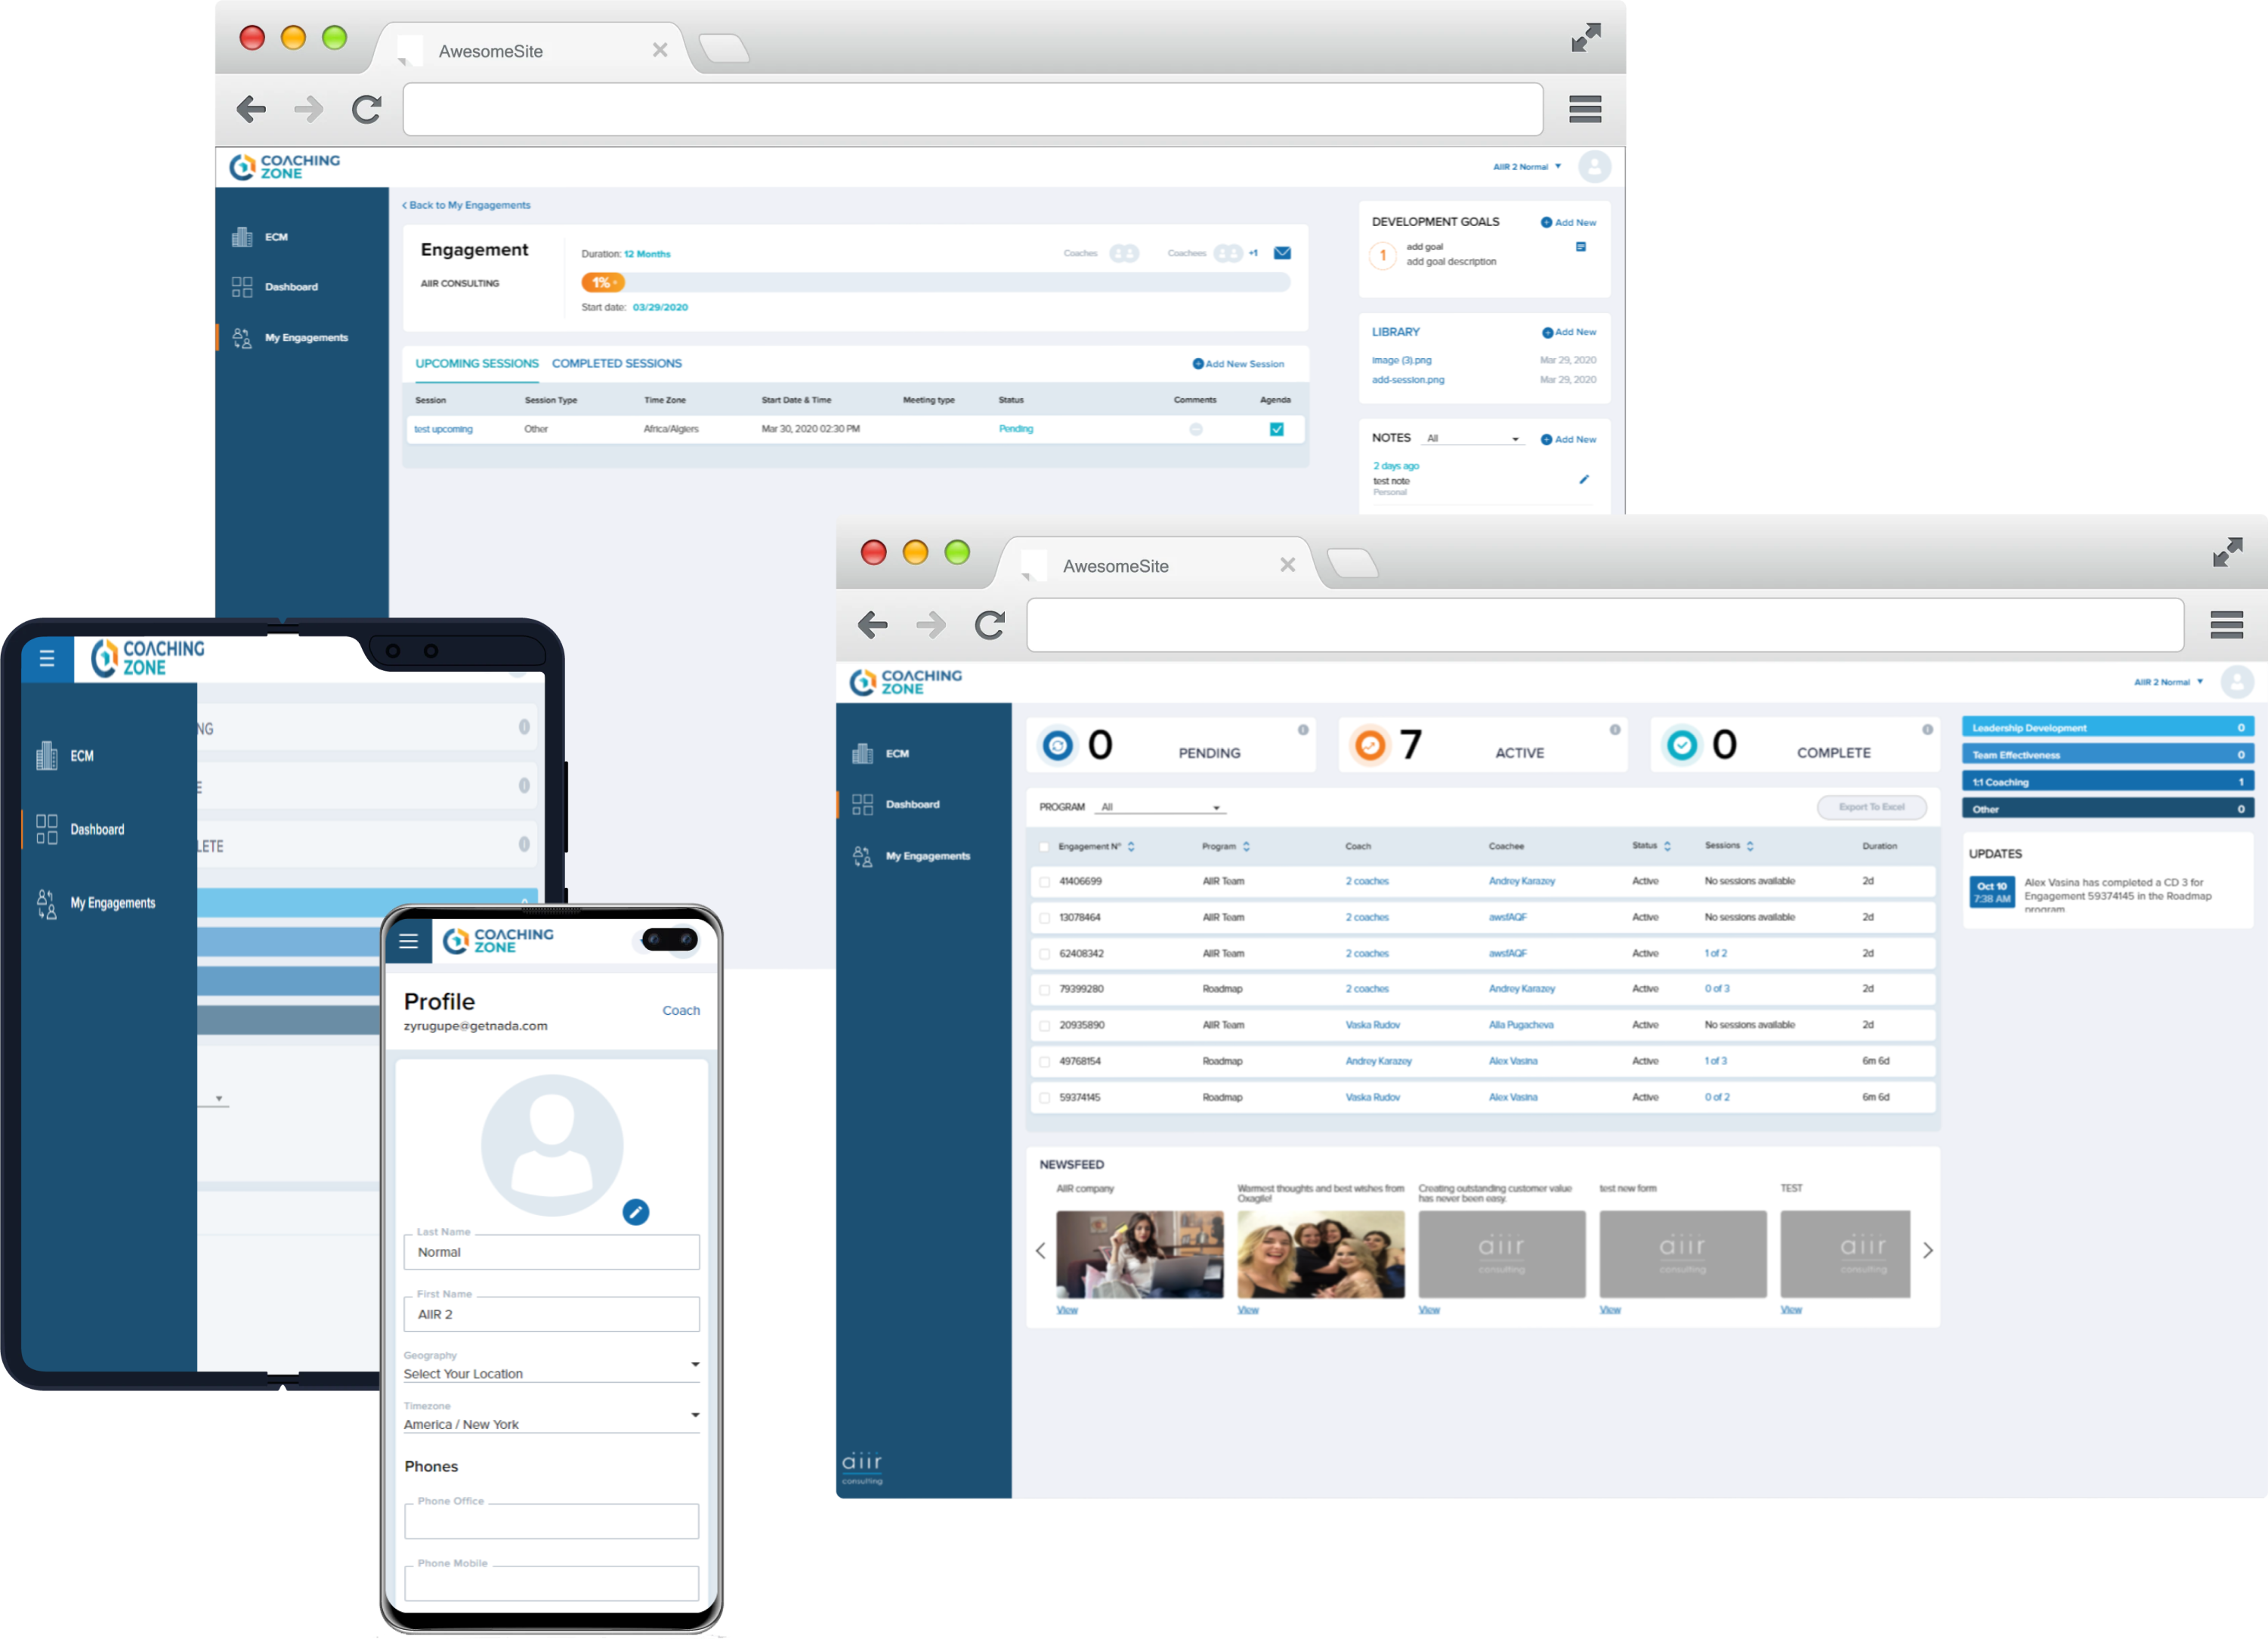 AwesomeSite
COACHING
ZONE
AIIR 2 Normal
ECM
Dashboard
My Engagements
Back to My Engagements
Engagement
AIIR CONSULTING
Duration: 12 Months
Coaches
Coachees
+1
1%
Start date: 03/29/2020
UPCOMING SESSIONS COMPLETED SESSIONS
Add New Session
Session Session Type Time Zone Start Date & Time Meeting type Status Comments Agenda
test upcoming Other Africa/Algiers Mar 30, 2020 02:30 PM Pending
DEVELOPMENT GOALS Add New
1
add goal
add goal description
LIBRARY Add New
image (3).png Mar 29, 2020
add-session.png Mar 29, 2020
NOTES All Add New
2 days ago
test note
Personal
COACHING
ZONE
ECM
Dashboard
My Engagements
NG
E
LETE
COACHING
ZONE
Profile
zyrugupe@getnada.com
Coach
Last Name
Normal
First Name
AIIR 2
Geography
Select Your Location
Timezone
America / New York
Phones
Phone Office
Phone Mobile
AwesomeSite
COACHING
ZONE
AIIR 2 Normal
ECM
Dashboard
My Engagements
aiir
consulting
0 PENDING
7 ACTIVE
0 COMPLETE
PROGRAM All
Export To Excel
Engagement N° Program Coach Coachee Status Sessions Duration
41406699 AIIR Team 2 coaches Andrey Karazey Active No sessions available 2d
13078464 AIIR Team 2 coaches awsfAQF Active No sessions available 2d
62408342 AIIR Team 2 coaches awsfAQF Active 1 of 2 2d
79399280 Roadmap 2 coaches Andrey Karazey Active 0 of 3 2d
20935890 AIIR Team Vaska Rudov Alla Pugacheva Active No sessions available 2d
49768154 Roadmap Andrey Karazey Alex Vasina Active 1 of 3 6m 6d
59374145 Roadmap Vaska Rudov Alex Vasina Active 0 of 2 6m 6d
Leadership Development 0
Team Effectiveness 0
1:1 Coaching 1
Other 0
UPDATES
Oct 10
7:38 AM
Alex Vasina has completed a CD 3 for
Engagement 59374145 in the Roadmap
program
NEWSFEED
AIIR company
Warmest thoughts and best wishes from
Oxagile!
Creating outstanding customer value
has never been easy.
test new form
TEST
aiir
consulting
aiir
consulting
aiir
consulting
View
View
View
View
View